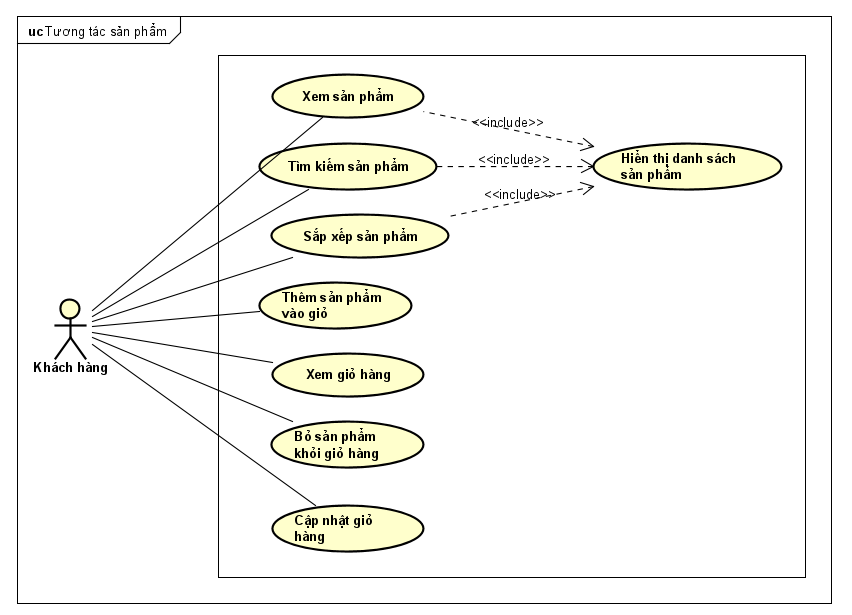 uc Tương tác sản phẩm
Xem sản phẩm
<<include>>
Tìm kiếm sản phẩm
<<include>>
Hiển thị danh sách
sản phẩm
<<include>>
Sắp xếp sản phẩm
Thêm sản phẩm
vào giỏ
Khách hàng
Xem giỏ hàng
Bỏ sản phẩm
khỏi giỏ hàng
Cập nhật giỏ
hàng